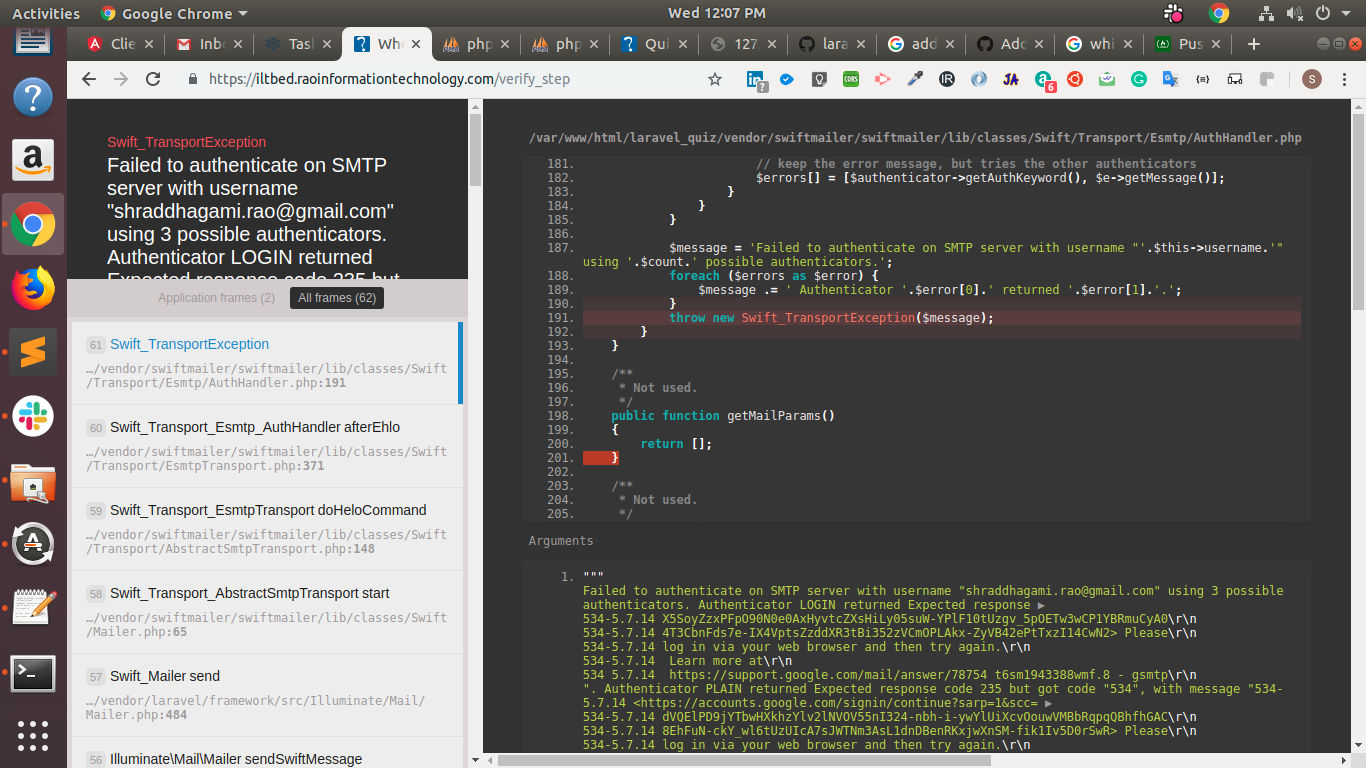 Activities
Google Chrome
Wed 12:07 PM
Clie
Inb
Task
Who
php
php
Qui
127
lara
add
Add
whi
Pus
https://iltbed.raoinformationtechnology.com/verify_step
Swift_TransportException
Failed to authenticate on SMTP
server with username
"shraddhagami.rao@gmail.com"
using 3 possible
authenticators.
Authenticator LOGIN returned
Expected response code 235 but
Application frames (2)
All frames (62)
61 Swift_TransportException
…/vendor/swiftmailer/swiftmailer/lib/classes/Swift
/Transport/Esmtp/AuthHandler.php:191
60 Swift_Transport_Esmtp_AuthHandler afterEhlo
…/vendor/swiftmailer/swiftmailer/lib/classes/Swift
/Transport/EsmtpTransport.php:371
59 Swift_Transport_EsmtpTransport doHeloCommand
…/vendor/swiftmailer/swiftmailer/lib/classes/Swift
/Transport/AbstractSmtpTransport.php:148
58 Swift_Transport_AbstractSmtpTransport start
…/vendor/swiftmailer/swiftmailer/lib/classes/Swift
/Mailer.php:65
57 Swift_Mailer send
…/vendor/laravel/framework/src/Illuminate/Mail/
Mailer.php:484
56 Illuminate\Mail\Mailer sendSwiftMessage
/var/www/html/laravel_quiz/vendor/swiftmailer/swiftmailer/lib/classes/Swift/Transport/Esmtp/AuthHandler.php
181. // keep the error message, but tries the other authenticators
182. $errors[] = [$authenticator->getAuthKeyword(), $e->getMessage()];
183. }
184. }
185. }
186.
187. $message = 'Failed to authenticate on SMTP server with username "'.$this->username.'"
using '.$count.' possible authenticators.';
188. foreach ($errors as $error) {
189. $message .= ' Authenticator '.$error[0].' returned '.$error[1].'.';
190. }
191. throw new Swift_TransportException($message);
192. }
193. }
194.
195. /**
196. * Not used.
197. */
198. public function getMailParams()
199. {
200. return [];
201. }
202.
203. /**
204. * Not used.
205. */
Arguments
1. """
Failed to authenticate on SMTP server with username "shraddhagami.rao@gmail.com" using 3 possible
authenticators. Authenticator LOGIN returned Expected response ▶
534-5.7.14 X5SoyZzxPFpO90N0e0AxHyvtcZXsHiLy05suW-YPlF10tUzgv_5pOETw3wCP1YBRmuCyA0\r\n
534-5.7.14 4T3CbnFds7e-IX4VptsZzddXR3tBi352zVCmOPLAkx-ZyVB42ePtTxzI14CwN2> Please\r\n
534-5.7.14 log in via your web browser and then try again.\r\n
534-5.7.14  Learn more at\r\n
534 5.7.14  https://support.google.com/mail/answer/78754 t6sm1943388wmf.8 - gsmtp\r\n
". Authenticator PLAIN returned Expected response code 235 but got code "534", with message "534-
5.7.14 <https://accounts.google.com/signin/continue?sarp=1&scc= ▶
534-5.7.14 dVQElPD9jYTbwHXkhzYlv2lNVOV55nI324-nbh-i-ywYlUiXcvOouwVMBbRqpqQBhfhGAC\r\n
534-5.7.14 8EhFuN-ckY_wl6tUzUIcA7sJWTNm3AsL1dnDBenRKxjwXnSM-fik1Iv5D0rSwR> Please\r\n
534-5.7.14 log in via your web browser and then try again.\r\n